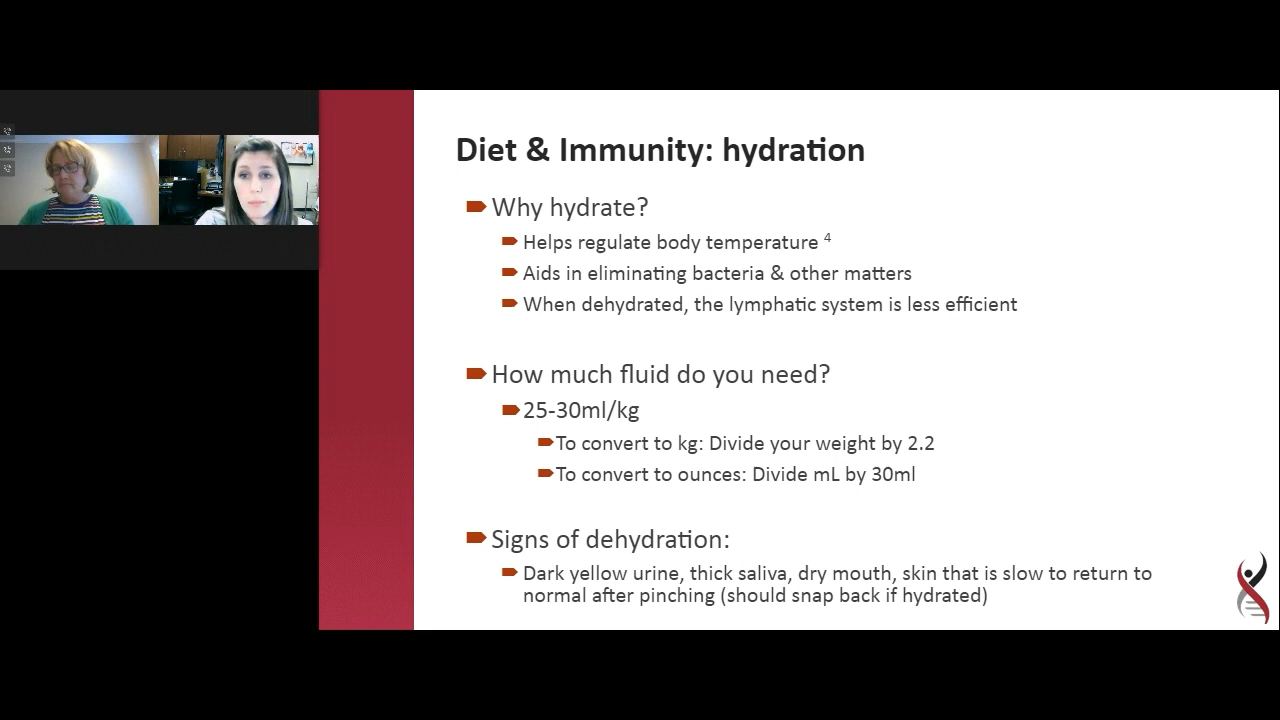 Diet & Immunity: hydration
Why hydrate?
Helps regulate body temperature 4
Aids in eliminating bacteria & other matters
When dehydrated, the lymphatic system is less efficient
How much fluid do you need?
25-30ml/kg
To convert to kg: Divide your weight by 2.2
To convert to ounces: Divide mL by 30ml
Signs of dehydration:
Dark yellow urine, thick saliva, dry mouth, skin that is slow to return to
normal after pinching (should snap back if hydrated)